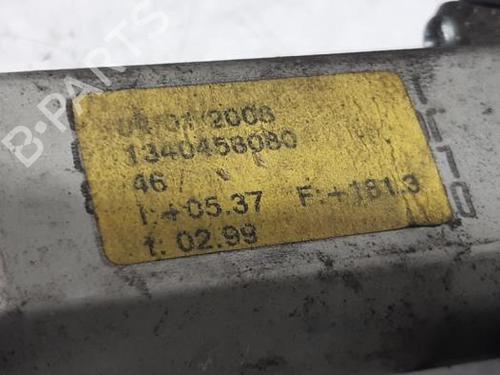 B-PARTS
1340456080
46
I: +05.37 F: +181.3
f: 02.99